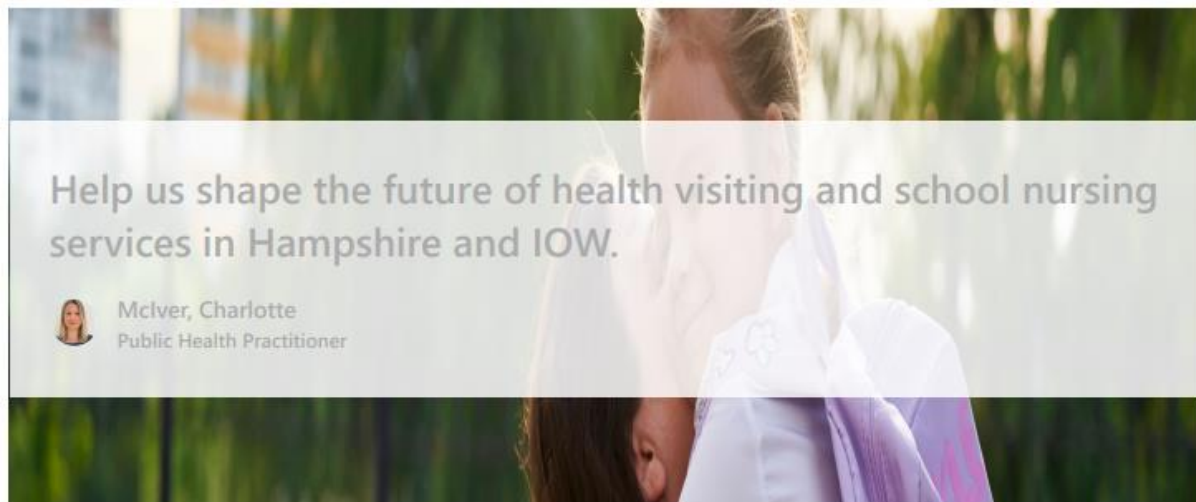 Help us shape the future of health visiting and school nursing
services in Hampshire and IOW.
McIver, Charlotte
Public Health Practitioner